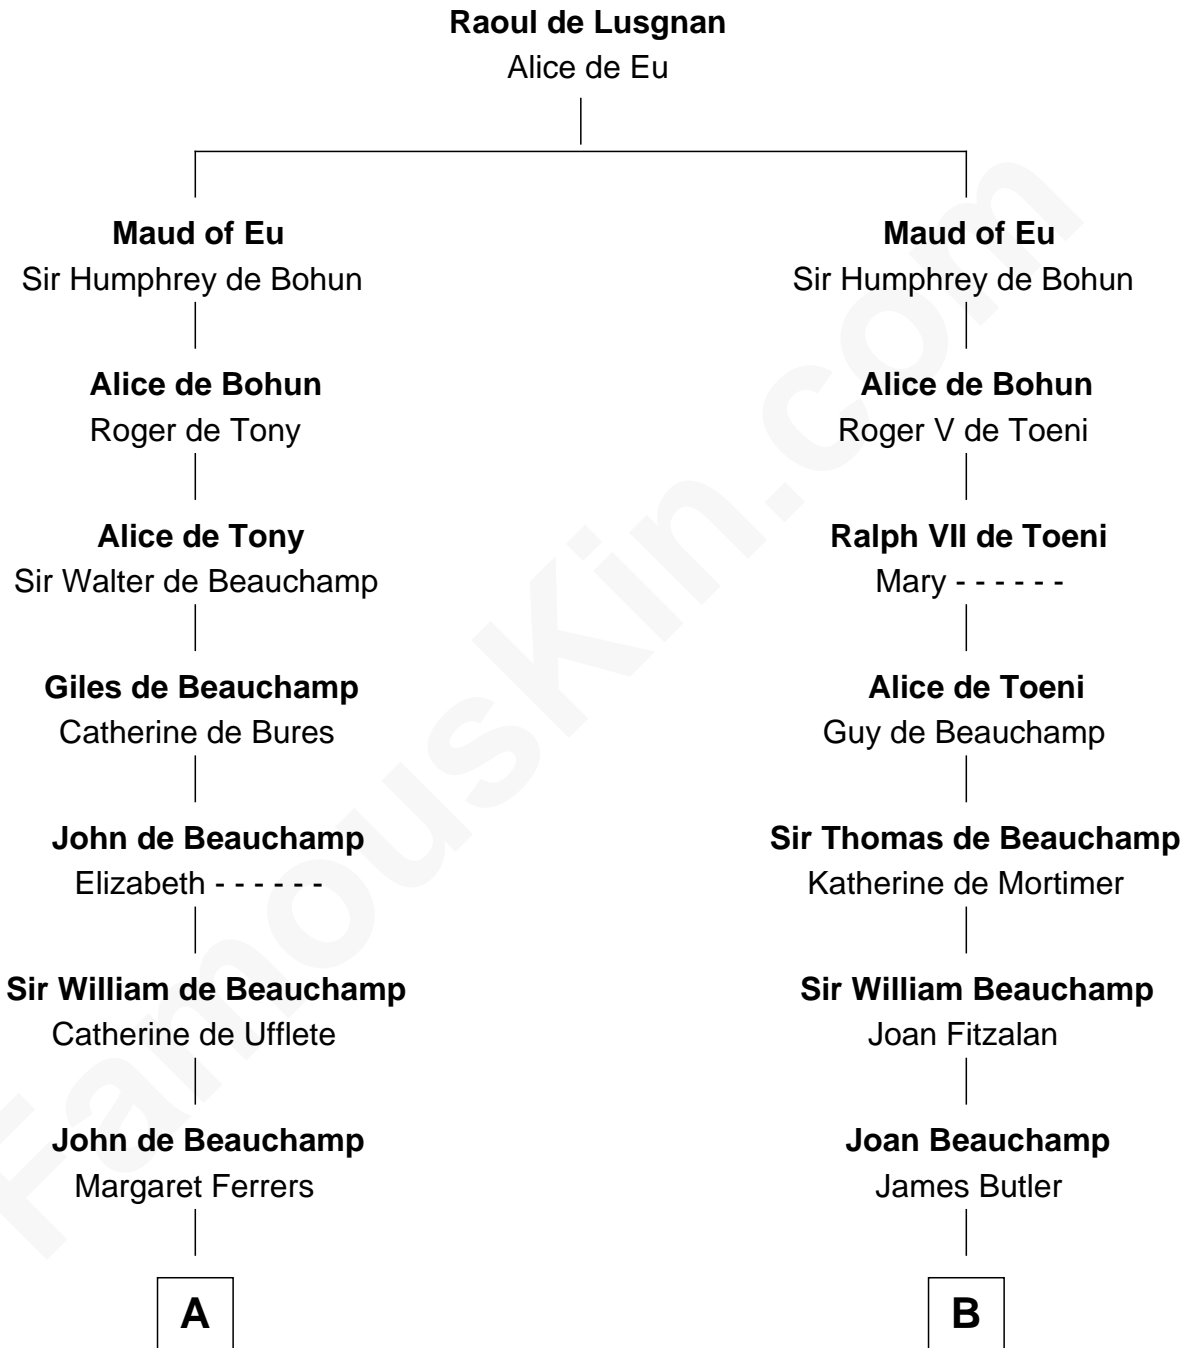 Raoul de Lusgnan
Alice de Eu
Maud of Eu
Sir Humphrey de Bohun
Maud of Eu
Sir Humphrey de Bohun
Alice de Bohun
Roger de Tony
Alice de Bohun
Roger V de Toeni
Alice de Tony
Sir Walter de Beauchamp
Ralph VII de Toeni
Mary - - - - - -
Giles de Beauchamp
Catherine de Bures
Alice de Toeni
Guy de Beauchamp
John de Beauchamp
Elizabeth - - - - - -
Sir Thomas de Beauchamp
Katherine de Mortimer
Sir William de Beauchamp
Catherine de Ufflete
Sir William Beauchamp
Joan Fitzalan
John de Beauchamp
Margaret Ferrers
Joan Beauchamp
James Butler
A
B
FamousKin.com